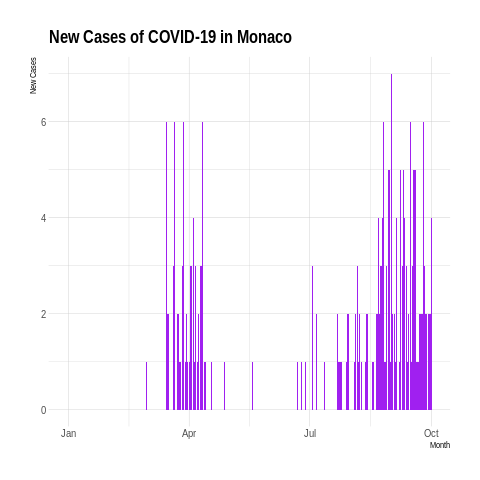 New Cases of COVID-19 in Monaco
New Cases
6
4
2
0
Jan Apr Jul Oct
Month